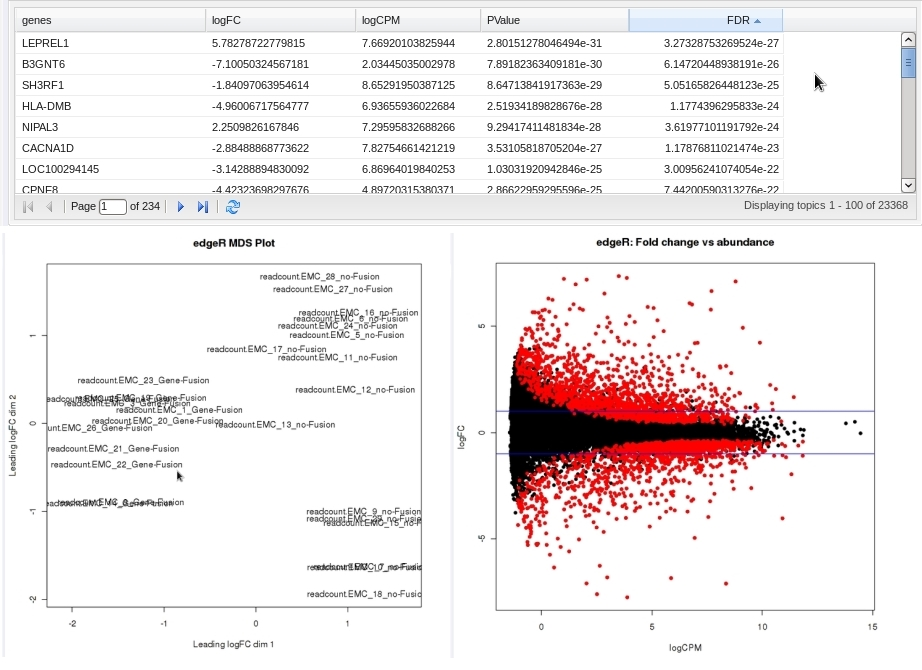 genes logFC logCPM PValue FDR
LEPREL1 5.78278722779815 7.66920103825944 2.80151278046494e-31 3.27328753269524e-27
B3GNT6 -7.10050324567181 2.03445035002978 7.89182363409181e-30 6.14720448938191e-26
SH3RF1 -1.84097063954614 8.65291950387125 8.64713841917363e-29 5.05165826448123e-25
HLA-DMB -4.96006717564777 6.93655936022684 2.51934189828676e-28 1.1774396295833e-24
NIPAL3 2.2509826167846 7.29595832688266 9.29417411481834e-28 3.61977101191792e-24
CACNA1D -2.88488868773622 7.82754661421219 3.53105818705204e-27 1.17876811021474e-23
LOC100294145 -3.14288894830092 6.86964019840253 1.03031920942846e-25 3.00956241074054e-22
CPNE8 -4.42323698297676 4.89720315380371 2.86622959295596e-25 7.44200590313276e-22
Page 1 of 234 Displaying topics 1 - 100 of 23368
edgeR MDS Plot
readcount.EMC_28_no-Fusion
readcount.EMC_27_no-Fusion
readcount.EMC_16_no-Fusion
readcount.EMC_6_no-Fusion
readcount.EMC_24_no-Fusion
readcount.EMC_5_no-Fusion
readcount.EMC_17_no-Fusion
readcount.EMC_11_no-Fusion
readcount.EMC_23_Gene-Fusion
readcount.EMC_12_no-Fusion
readcount.EMC_1_Gene-Fusion
readcount.EMC_20_Gene-Fusion
readcount.EMC_13_no-Fusion
nt.EMC_26_Gene-Fusion
readcount.EMC_21_Gene-Fusion
readcount.EMC_22_Gene-Fusion
readcount.EMC_9_no-Fusion
readcount.EMC_18_no-Fusio
1
0
-1
-2
-2 -1 0 1
Leading logFC dim 1
Leading logFC dim 2
edgeR: Fold change vs abundance
5
0
-5
0 5 10 15
logCPM
logFC